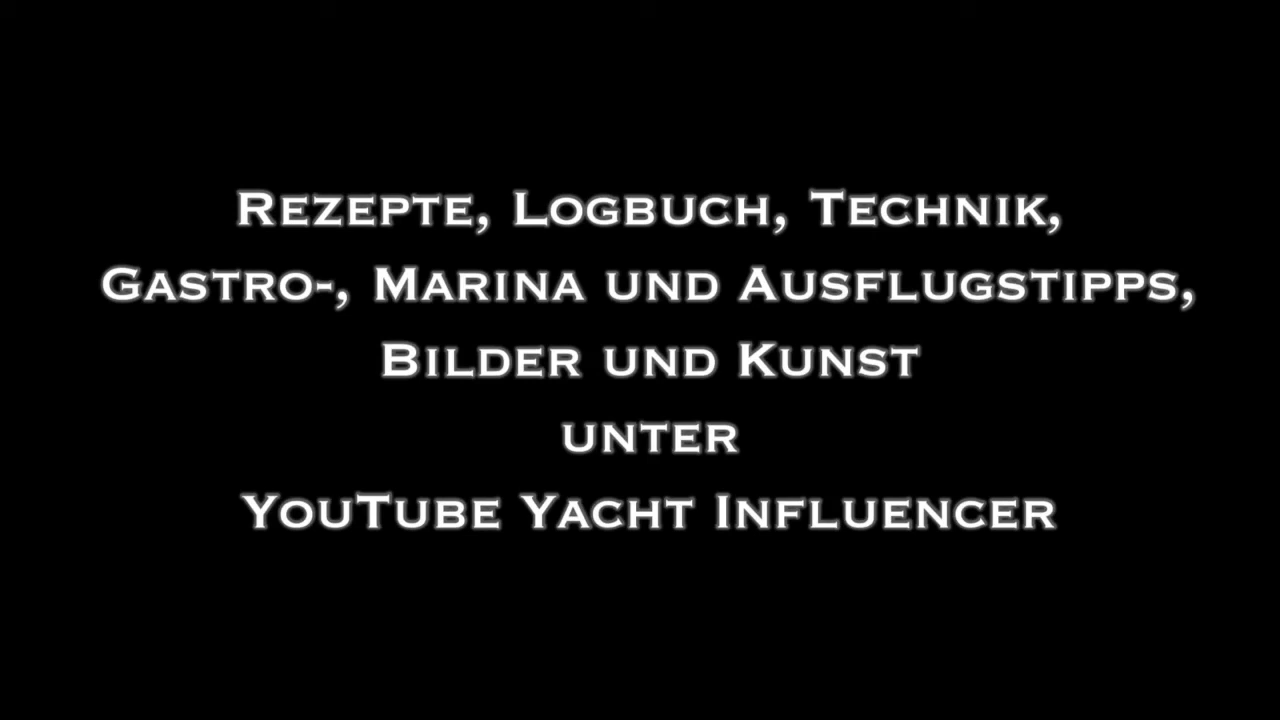 Rezepte, Logbuch, Technik,
Gastro-, Marina und Ausflugstipps,
Bilder und Kunst
unter
YouTube Yacht Influencer